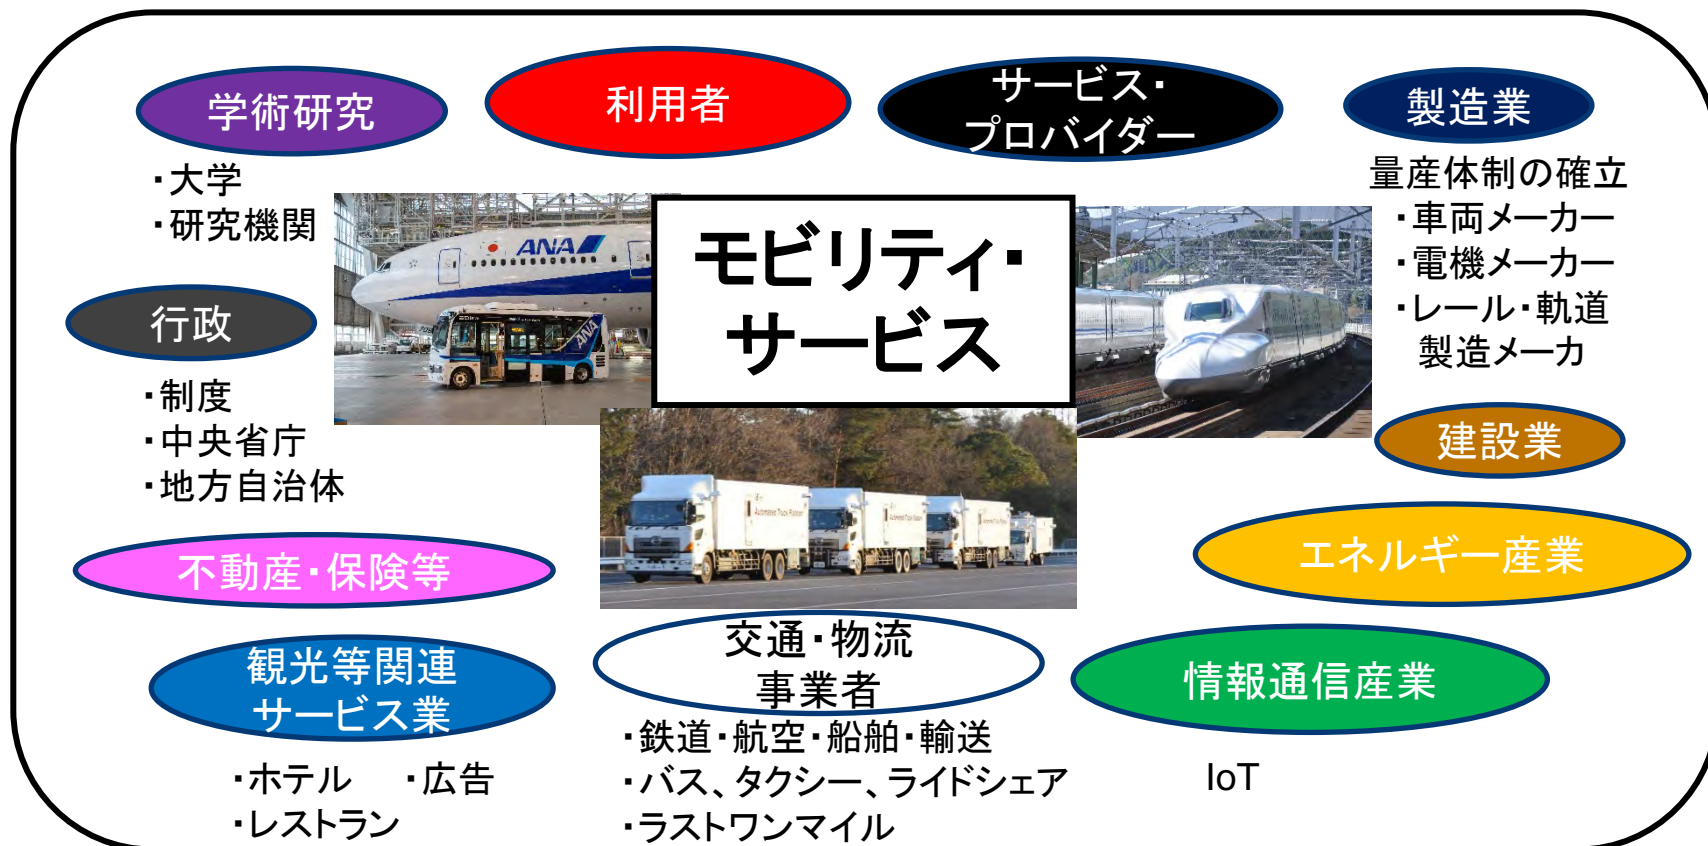 学術研究
・大学
・研究機関
利用者
サービス・
プロバイダー
製造業
量産体制の確立
・車両メーカー
・電機メーカー
・レール・軌道
製造メーカ
モビリティ・
サービス
ANA
ANA
行政
・制度
・中央省庁
・地方自治体
建設業
Automated Truck Platoon
Automated Truck Platoon
不動産・保険等
エネルギー産業
観光等関連
サービス業
・ホテル ・広告
・レストラン
交通・物流
事業者
・鉄道・航空・船舶・輸送
・バス、タクシー、ライドシェア
・ラストワンマイル
情報通信産業
IoT